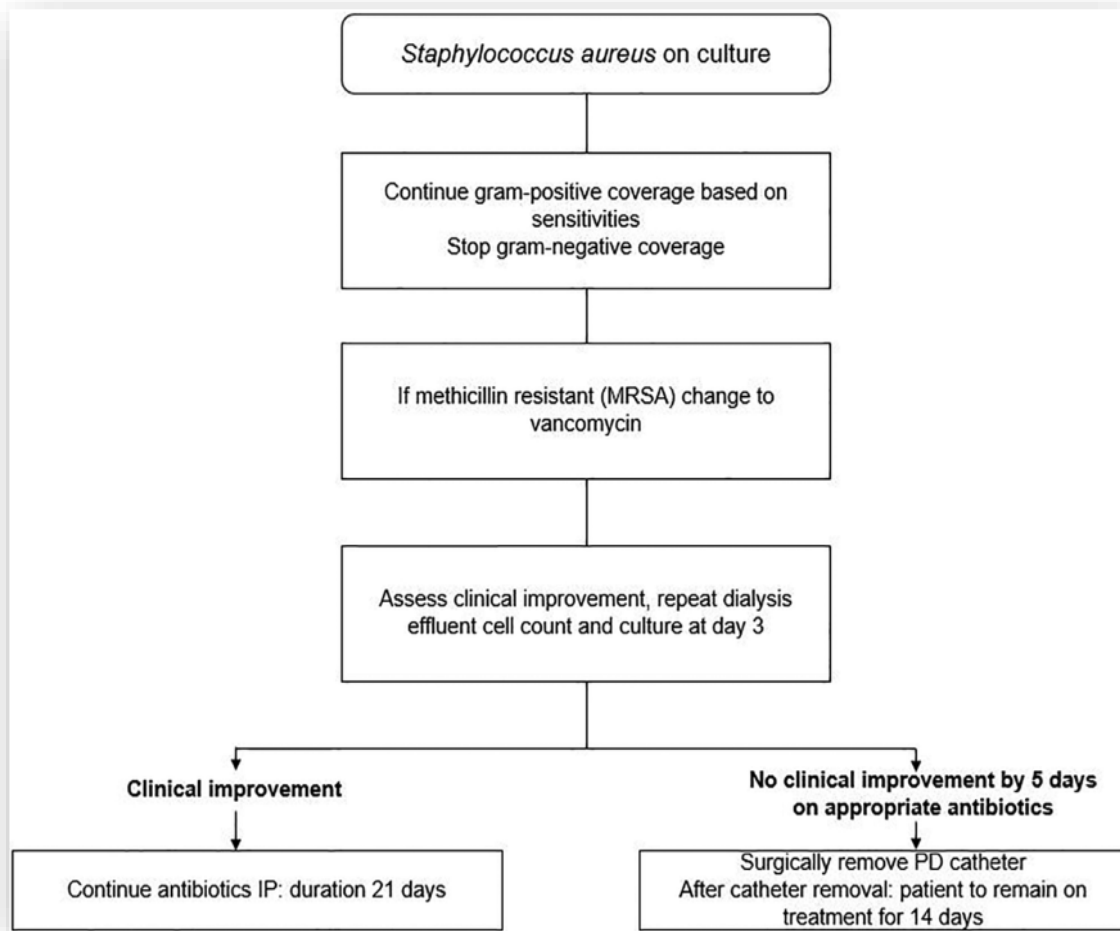 Staphylococcus aureus on culture
Continue gram-positive coverage based on
sensitivities
Stop gram-negative coverage
If methicillin resistant (MRSA) change to
vancomycin
Assess clinical improvement, repeat dialysis
effluent cell count and culture at day 3
Clinical improvement
Continue antibiotics IP: duration 21 days
No clinical improvement by 5 days
on appropriate antibiotics
Surgically remove PD catheter
After catheter removal: patient to remain on
treatment for 14 days